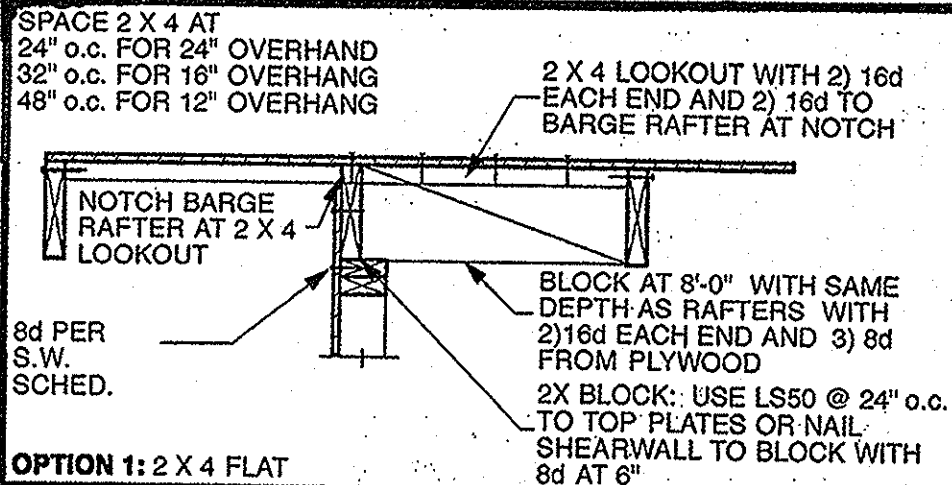 SPACE 2 X 4 AT
24" o.c. FOR 24" OVERHAND
32" o.c. FOR 16" OVERHANG
48" o.c. FOR 12" OVERHANG
2 X 4 LOOKOUT WITH 2) 16d
EACH END AND 2) 16d TO
BARGE RAFTER AT NOTCH
NOTCH BARGE
RAFTER AT 2 X 4
LOOKOUT
8d PER
S.W.
SCHED.
BLOCK AT 8'-0" WITH SAME
DEPTH AS RAFTERS WITH
2)16d EACH END AND 3) 8d
FROM PLYWOOD
2X BLOCK: USE LS50 @ 24" o.c.
TO TOP PLATES OR NAIL
SHEARWALL TO BLOCK WITH
8d AT 6"
OPTION 1: 2 X 4 FLAT